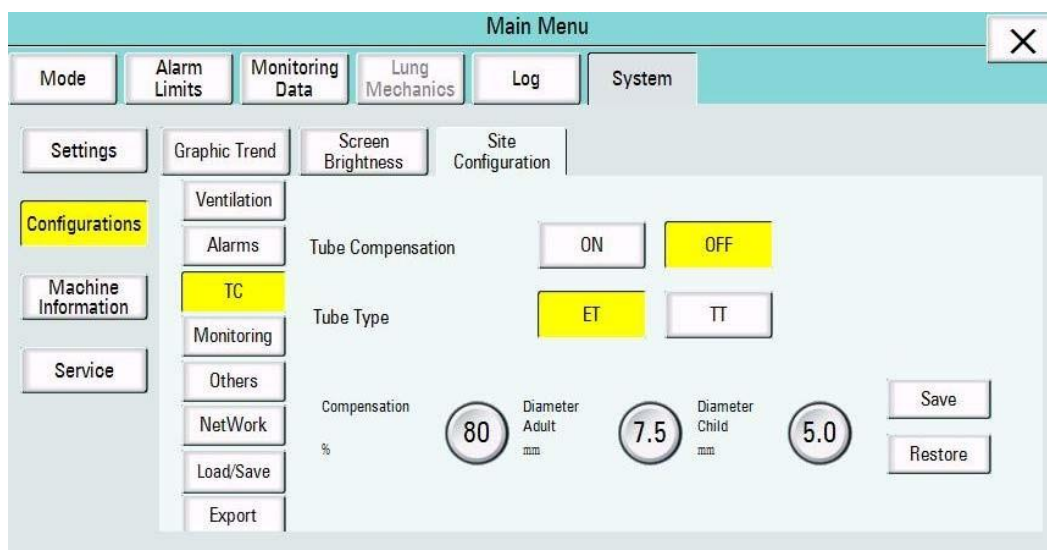 Main Menu
X
Mode
Alarm
Limits
Monitoring
Data
Lung
Mechanics
Log
System
Settings
Graphic Trend
Screen
Brightness
Site
Configuration
Configurations
Machine
Information
Service
Ventilation
Alarms
TC
Monitoring
Others
NetWork
Load/Save
Export
Tube Compensation
ON
OFF
Tube Type
ET
TT
Compensation
%
80
Diameter
Adult
mm
7.5
Diameter
Child
mm
5.0
Save
Restore